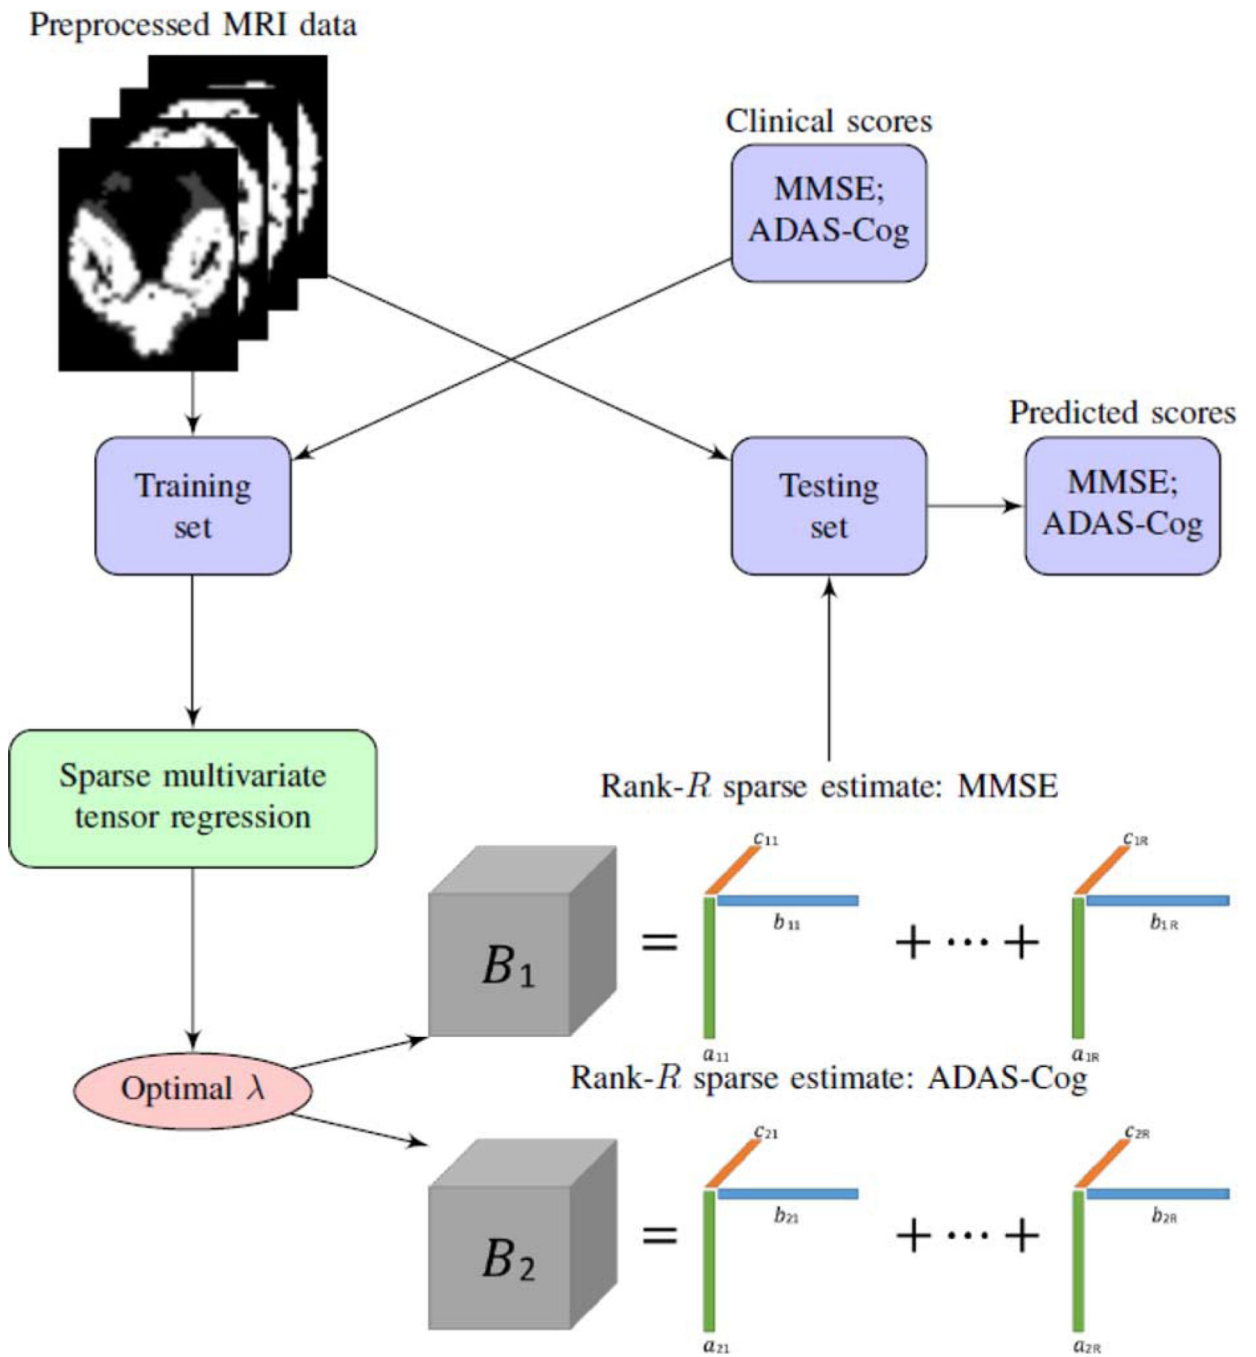 Preprocessed MRI data
Clinical scores
MMSE;
ADAS-Cog
Predicted scores
Training
set
Testing
set
MMSE;
ADAS-Cog
Sparse multivariate
tensor regression
Rank-R sparse estimate: MMSE
c₁₁
c₁R
b₁₁
b₁R
B₁
=
+ ··· +
a₁₁
a₁R
Optimal λ
Rank-R sparse estimate: ADAS-Cog
c₂₁
c₂R
b₂₁
b₂R
B₂
=
+ ··· +
a₂₁
a₂R